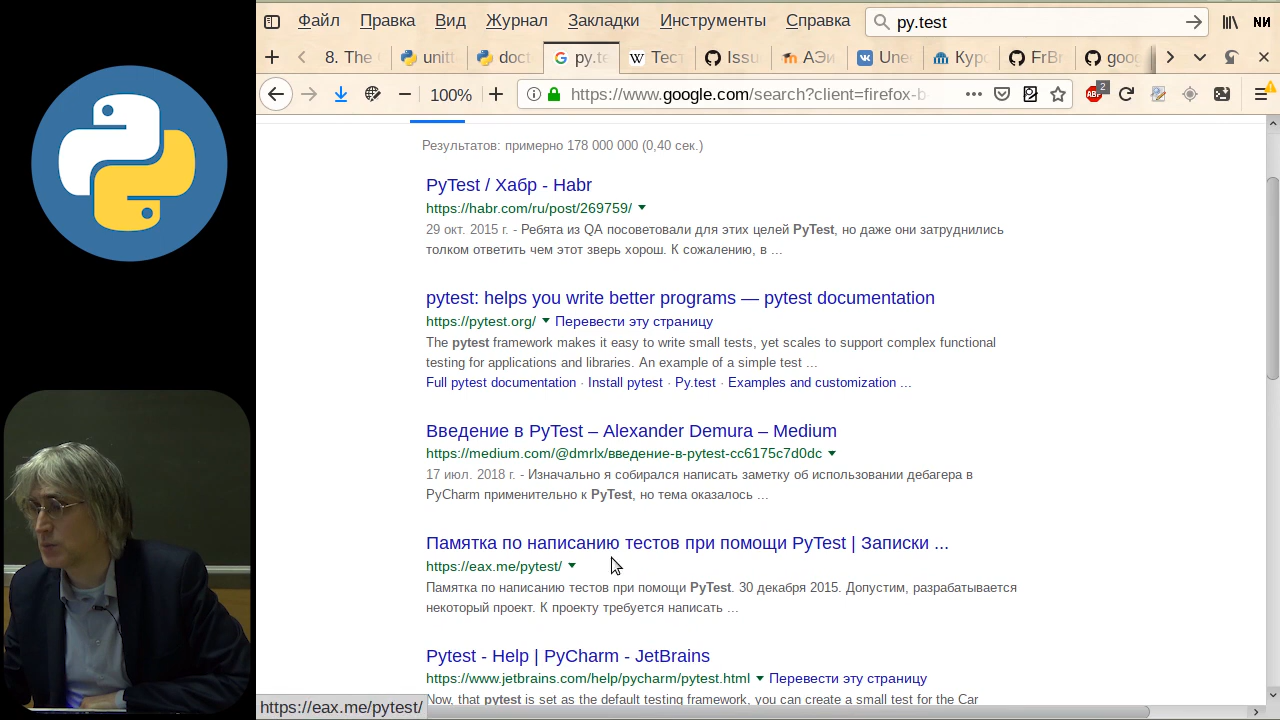 Файл Правка Вид Журнал Закладки Инструменты Справка py.test
8. The unitt doct py.te Тест Issu АЭи Unen Кур FrBr goog
100% https://www.google.com/search?client=firefox-b- ABP 2
Результатов: примерно 178 000 000 (0,40 сек.)
PyTest / Хабр - Habr
https://habr.com/ru/post/269759/
29 окт. 2015 г. - Ребята из QA посоветовали для этих целей PyTest, но даже они затруднились
толком ответить чем этот зверь хорош. К сожалению, в ...
pytest: helps you write better programs — pytest documentation
https://pytest.org/ Перевести эту страницу
The pytest framework makes it easy to write small tests, yet scales to support complex functional
testing for applications and libraries. An example of a simple test ...
Full pytest documentation · Install pytest · Py.test · Examples and customization ...
Введение в PyTest – Alexander Demura – Medium
https://medium.com/@dmrlx/введение-в-pytest-cc6175c7d0dc
17 июл. 2018 г. - Изначально я собирался написать заметку об использовании дебагера в
PyCharm применительно к PyTest, но тема оказалось ...
Памятка по написанию тестов при помощи PyTest | Записки ...
https://eax.me/pytest/
Памятка по написанию тестов при помощи PyTest. 30 декабря 2015. Допустим, разрабатывается
некоторый проект. К проекту требуется написать ...
Pytest - Help | PyCharm - JetBrains
https://www.jetbrains.com/help/pycharm/pytest.html Перевести эту страницу
Now, that pytest is set as the default testing framework, you can create a small test for the Car
https://eax.me/pytest/